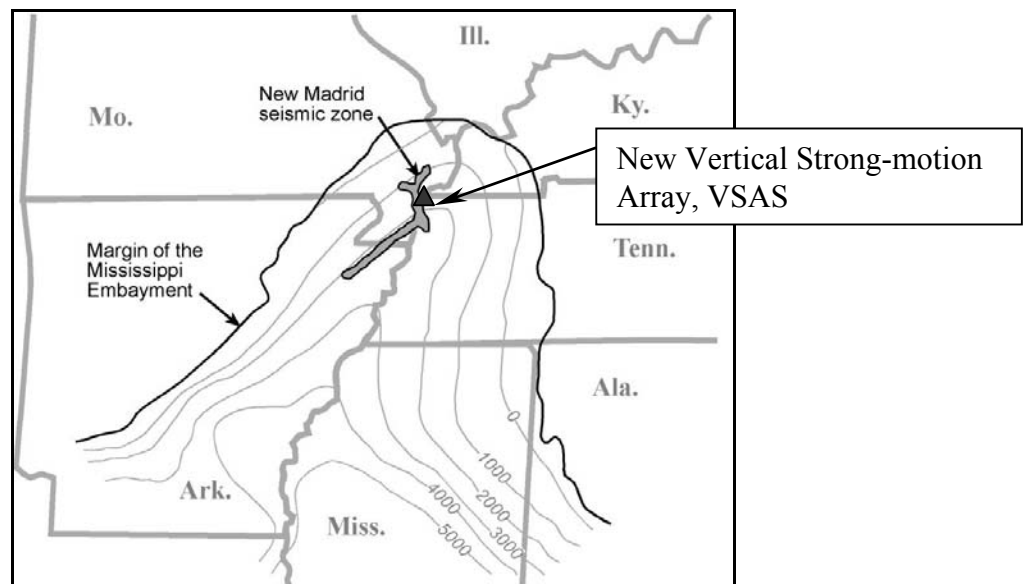 Ill.
New Madrid
seismic zone
Ky.
Mo.
New Vertical Strong-motion
Array, VSAS
Tenn.
Margin of the
Mississippi
Embayment
Ala.
0
1000
2000
3000
4000
5000
Ark.
Miss.